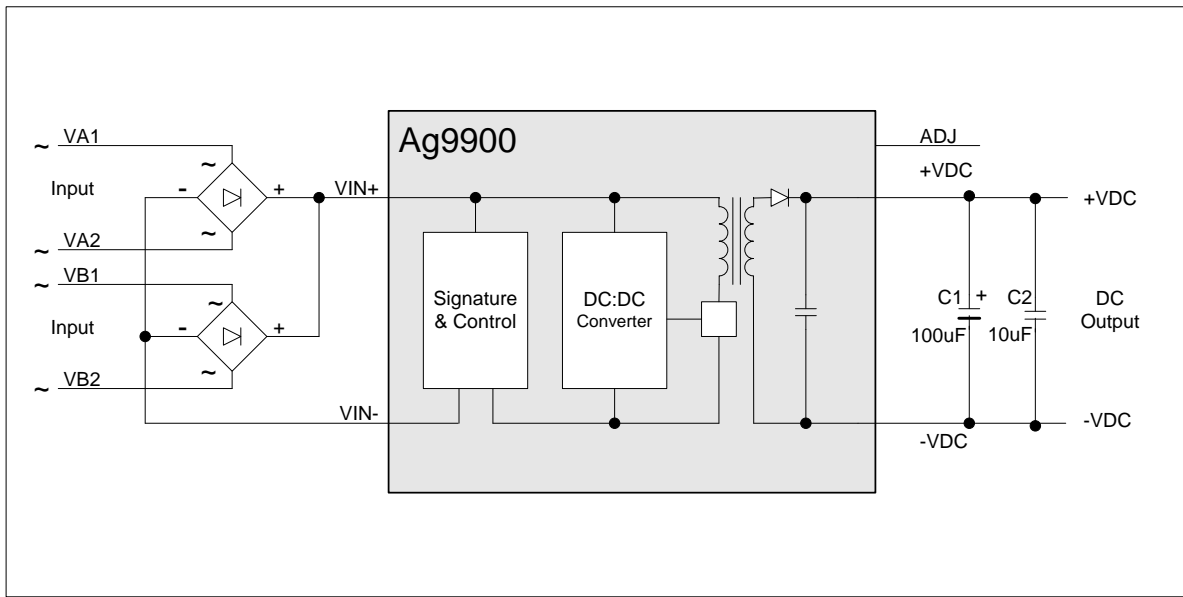 Ag9900
~ VA1
Input
~ VA2
~ VB1
Input
~ VB2
~
-
+
~
~
-
+
~
VIN+
VIN-
Signature
& Control
DC:DC
Converter
ADJ
+VDC
-VDC
C1
+
100uF
C2
10uF
+VDC
DC
Output
-VDC